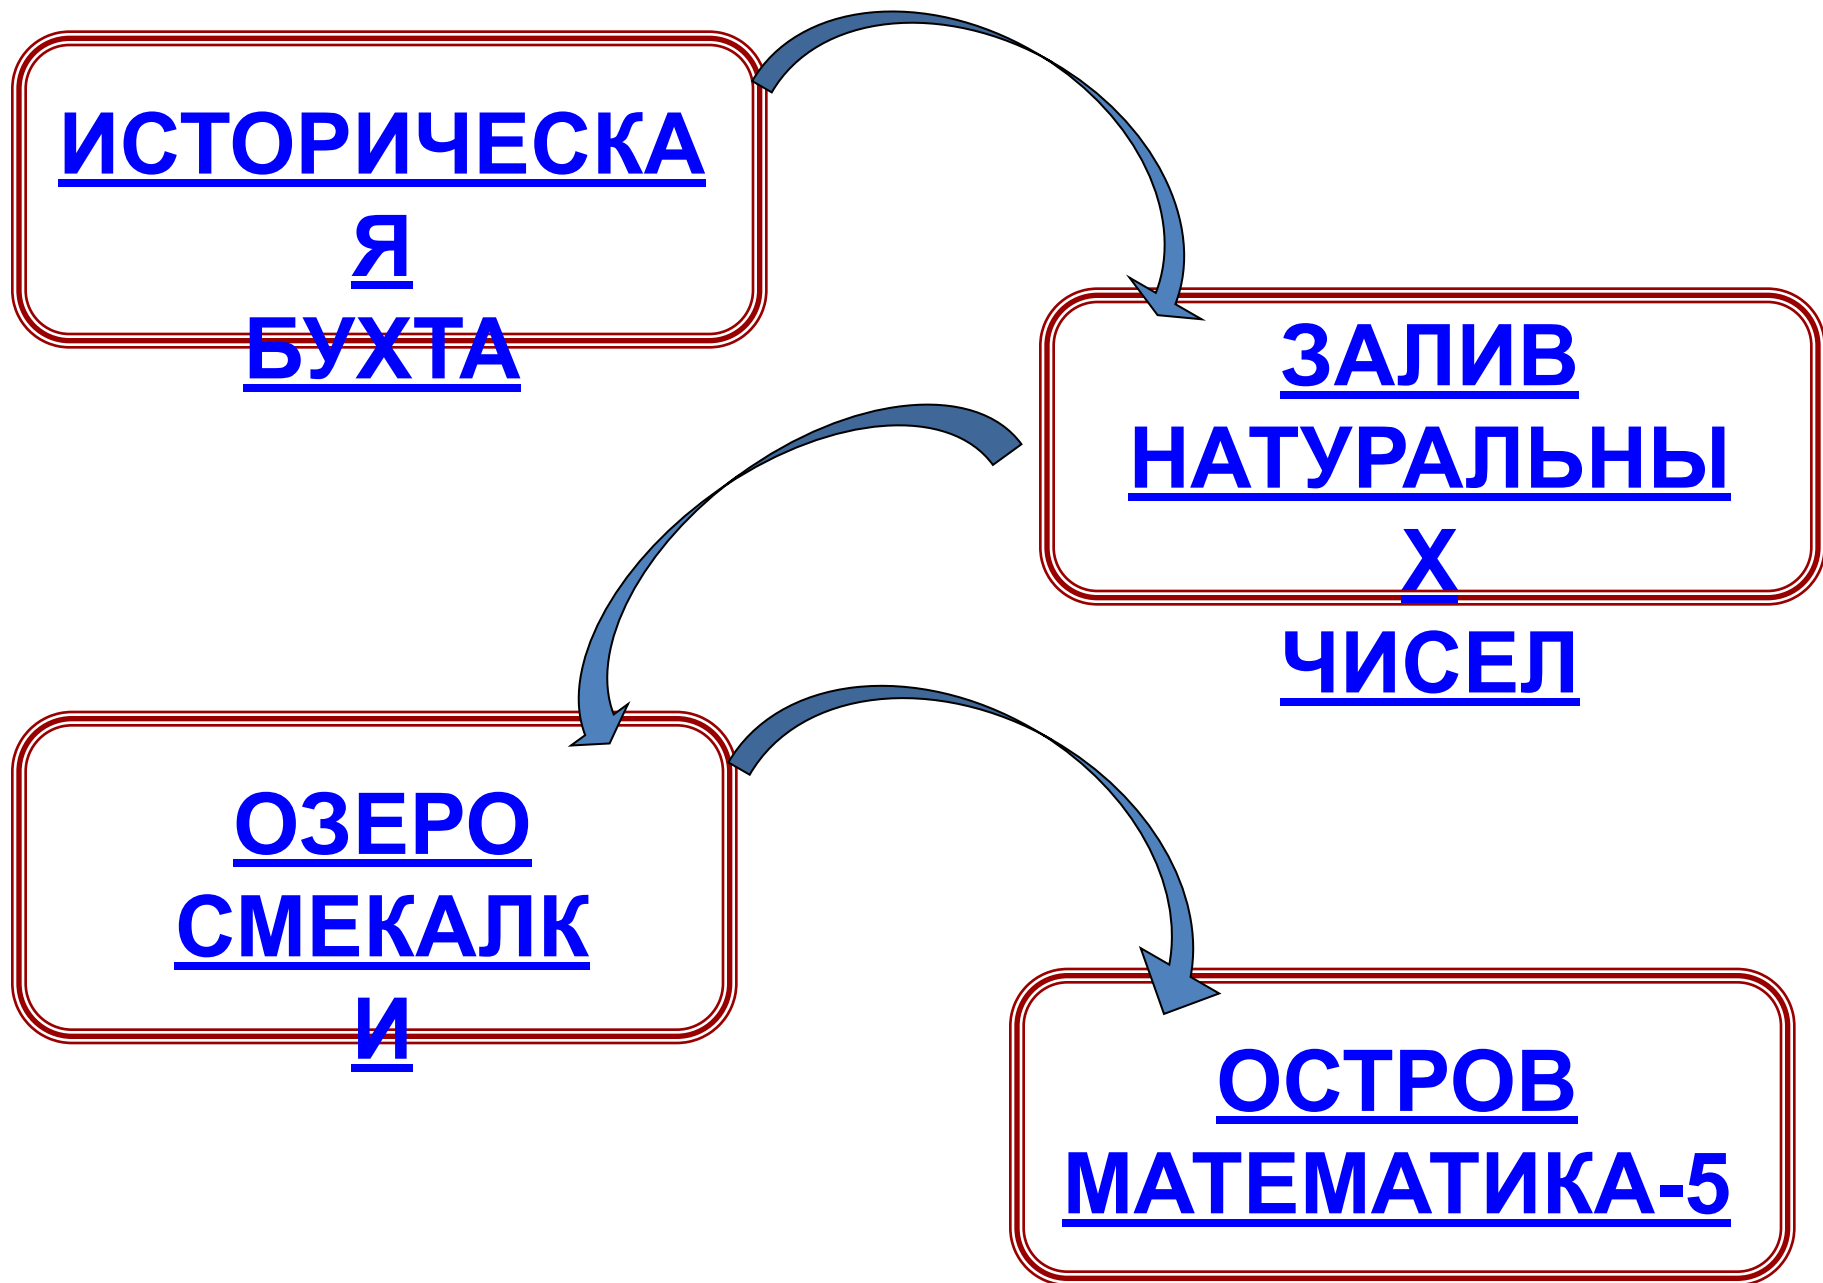 ИСТОРИЧЕСКА
Я
БУХТА
ЗАЛИВ
НАТУРАЛЬНЫ
Х
ЧИСЕЛ
ОЗЕРО
СМЕКАЛК
И
ОСТРОВ
МАТЕМАТИКА-5